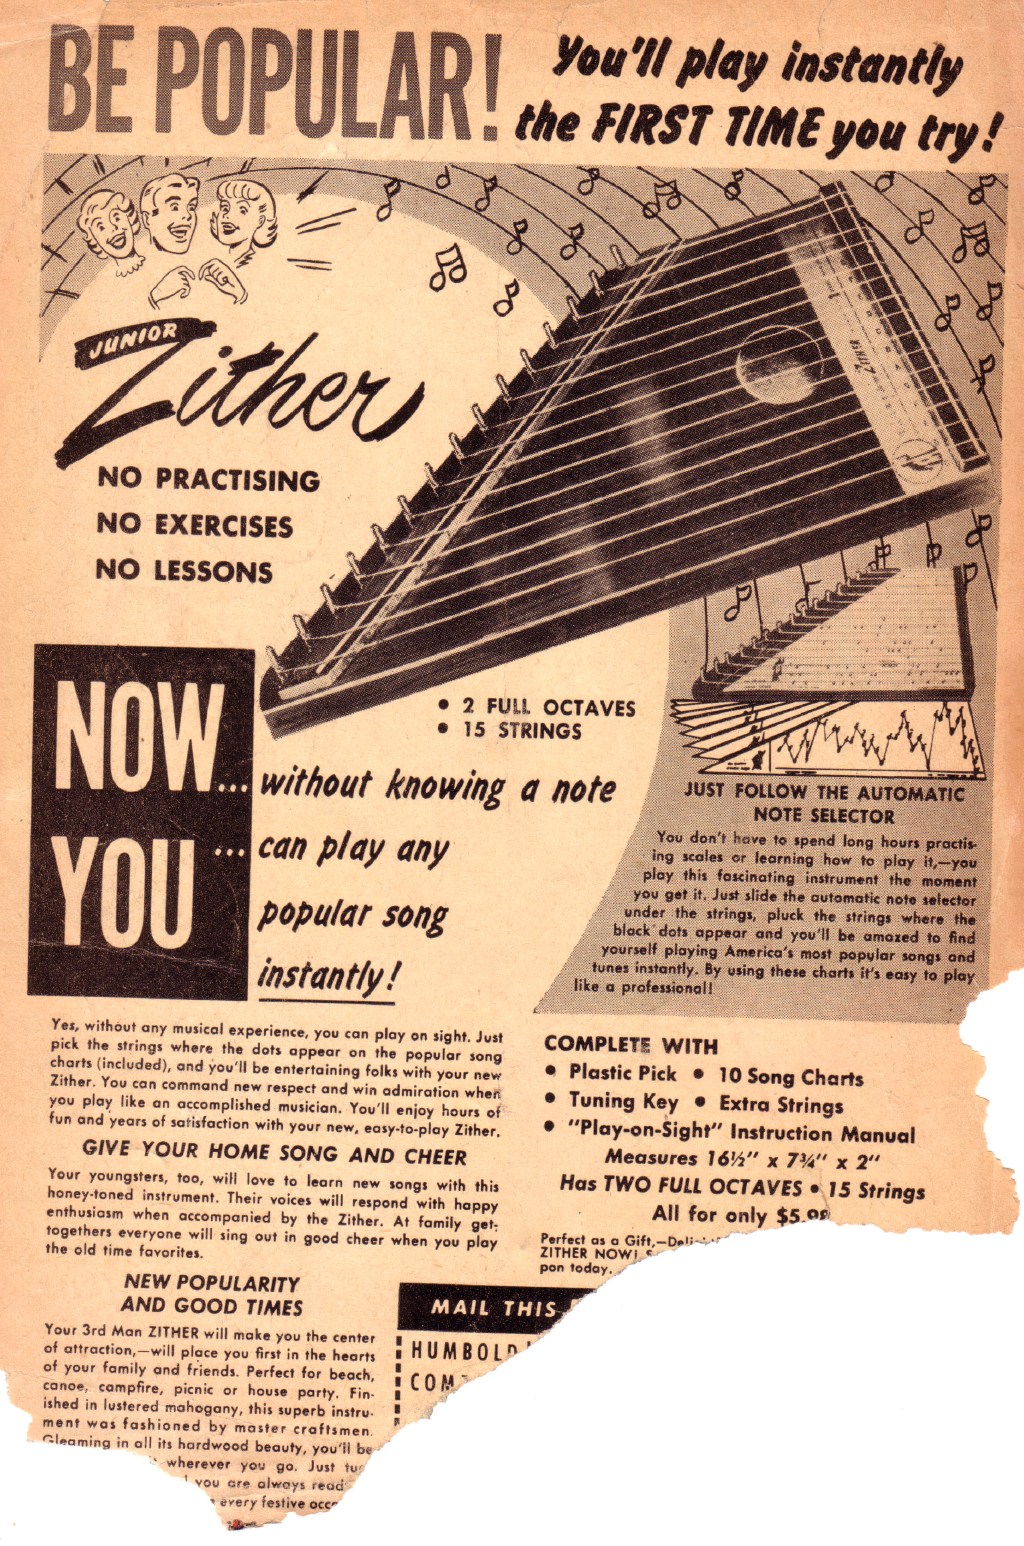 BE POPULAR!
You'll play instantly
the FIRST TIME you try!
JUNIOR
Zither
NO PRACTISING
NO EXERCISES
NO LESSONS
• 2 FULL OCTAVES
• 15 STRINGS
NOW... without knowing a note
YOU ... can play any
popular song
instantly!
JUST FOLLOW THE AUTOMATIC
NOTE SELECTOR
You don't have to spend long hours practis-
ing scales or learning how to play it,—you
play this fascinating instrument the moment
you get it. Just slide the automatic note selector
under the strings, pluck the strings where the
black dots appear and you'll be amazed to find
yourself playing America's most popular songs and
tunes instantly. By using these charts it's easy to play
like a professional!
Yes, without any musical experience, you can play on sight. Just
pick the strings where the dots appear on the popular song
charts (included), and you'll be entertaining folks with your new
Zither. You can command new respect and win admiration when
you play like an accomplished musician. You'll enjoy hours of
fun and years of satisfaction with your new, easy-to-play Zither.
GIVE YOUR HOME SONG AND CHEER
Your youngsters, too, will love to learn new songs with this
honey-toned instrument. Their voices will respond with happy
enthusiasm when accompanied by the Zither. At family get-
togethers everyone will sing out in good cheer when you play
the old time favorites.
NEW POPULARITY
AND GOOD TIMES
Your 3rd Man ZITHER will make you the center
of attraction,—will place you first in the hearts
of your family and friends. Perfect for beach,
canoe, campfire, picnic or house party. Fin-
ished in lustered mahogany, this superb instru-
ment was fashioned by master craftsmen.
Gleaming in all its hardwood beauty, you'll be
wherever you go. Just
you are always
every festive
COMPLETE WITH
• Plastic Pick • 10 Song Charts
• Tuning Key • Extra Strings
• "Play-on-Sight" Instruction Manual
Measures 16½" x 7¾" x 2"
Has TWO FULL OCTAVES • 15 Strings
All for only $5.98
Perfect as a Gift,—
ZITHER NOW!
pon today.
MAIL THIS
HUMBOLD
COM